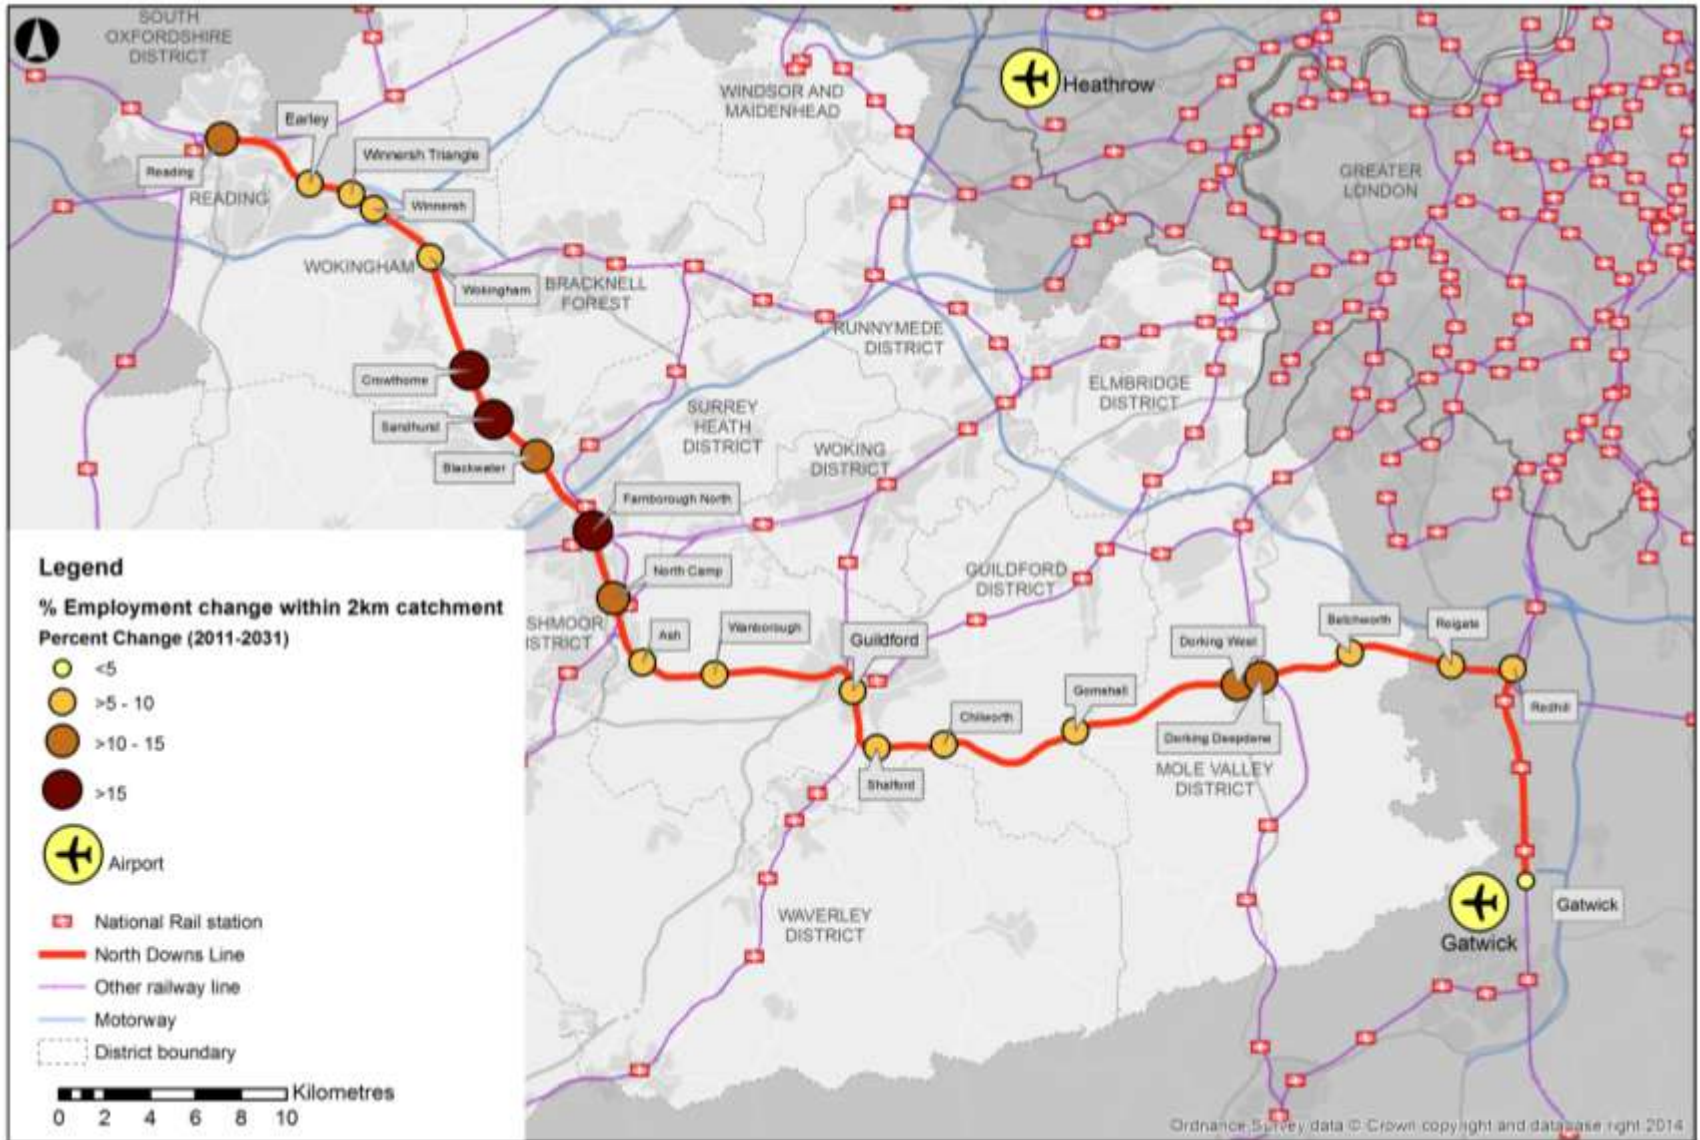 SOUTH
OXFORDSHIRE
DISTRICT
WINDSOR AND
MAIDENHEAD
Heathrow
Earley
Winnersh Triangle
Reading
READING
Winnersh
GREATER
LONDON
WOKINGHAM
Wokingham
BRACKNELL
FOREST
RUNNYMEDE
DISTRICT
Crowthorne
ELMBRIDGE
DISTRICT
Sandhurst
SURREY
HEATH
DISTRICT
Blackwater
WOKING
DISTRICT
Farnborough North
North Camp
GUILDFORD
DISTRICT
SHMOOR
ISTRICT
Ash
Wanborough
Guildford
Dorking West
Betchworth
Reigate
Gomshall
Chilworth
Shalford
Dorking Deepdene
Redhill
MOLE VALLEY
DISTRICT
WAVERLEY
DISTRICT
Gatwick
Gatwick
Legend
% Employment change within 2km catchment
Percent Change (2011-2031)
<5
>5 - 10
>10 - 15
>15
Airport
National Rail station
North Downs Line
Other railway line
Motorway
District boundary
Kilometres
0 2 4 6 8 10
Ordnance Survey data © Crown copyright and database right 2014